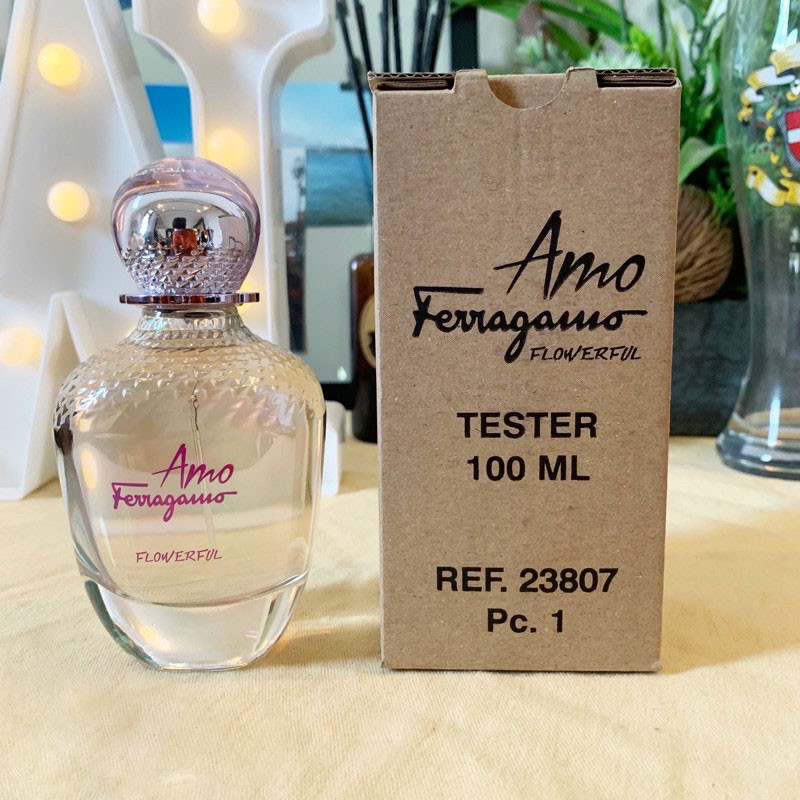 Amo
Ferragamo
FLOWERFUL
Amo
Ferragamo
FLOWERFUL
TESTER
100 ML
REF. 23807
Pc. 1